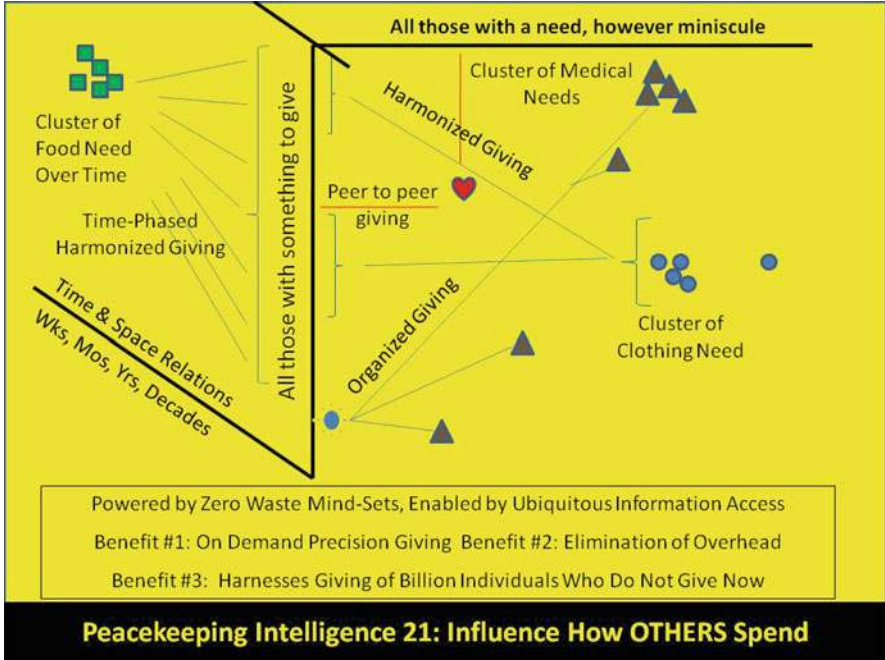 All those with a need, however miniscule
Cluster of
Food Need
Over Time
Time-Phased
Harmonized Giving
All those with something to give
Harmonized Giving
Cluster of Medical
Needs
Peer to peer
giving
Organized Giving
Cluster of
Clothing Need
Time & Space Relations
Wks, Mos, Yrs, Decades
Powered by Zero Waste Mind-Sets, Enabled by Ubiquitous Information Access
Benefit #1: On Demand Precision Giving Benefit #2: Elimination of Overhead
Benefit #3: Harnesses Giving of Billion Individuals Who Do Not Give Now
Peacekeeping Intelligence 21: Influence How OTHERS Spend